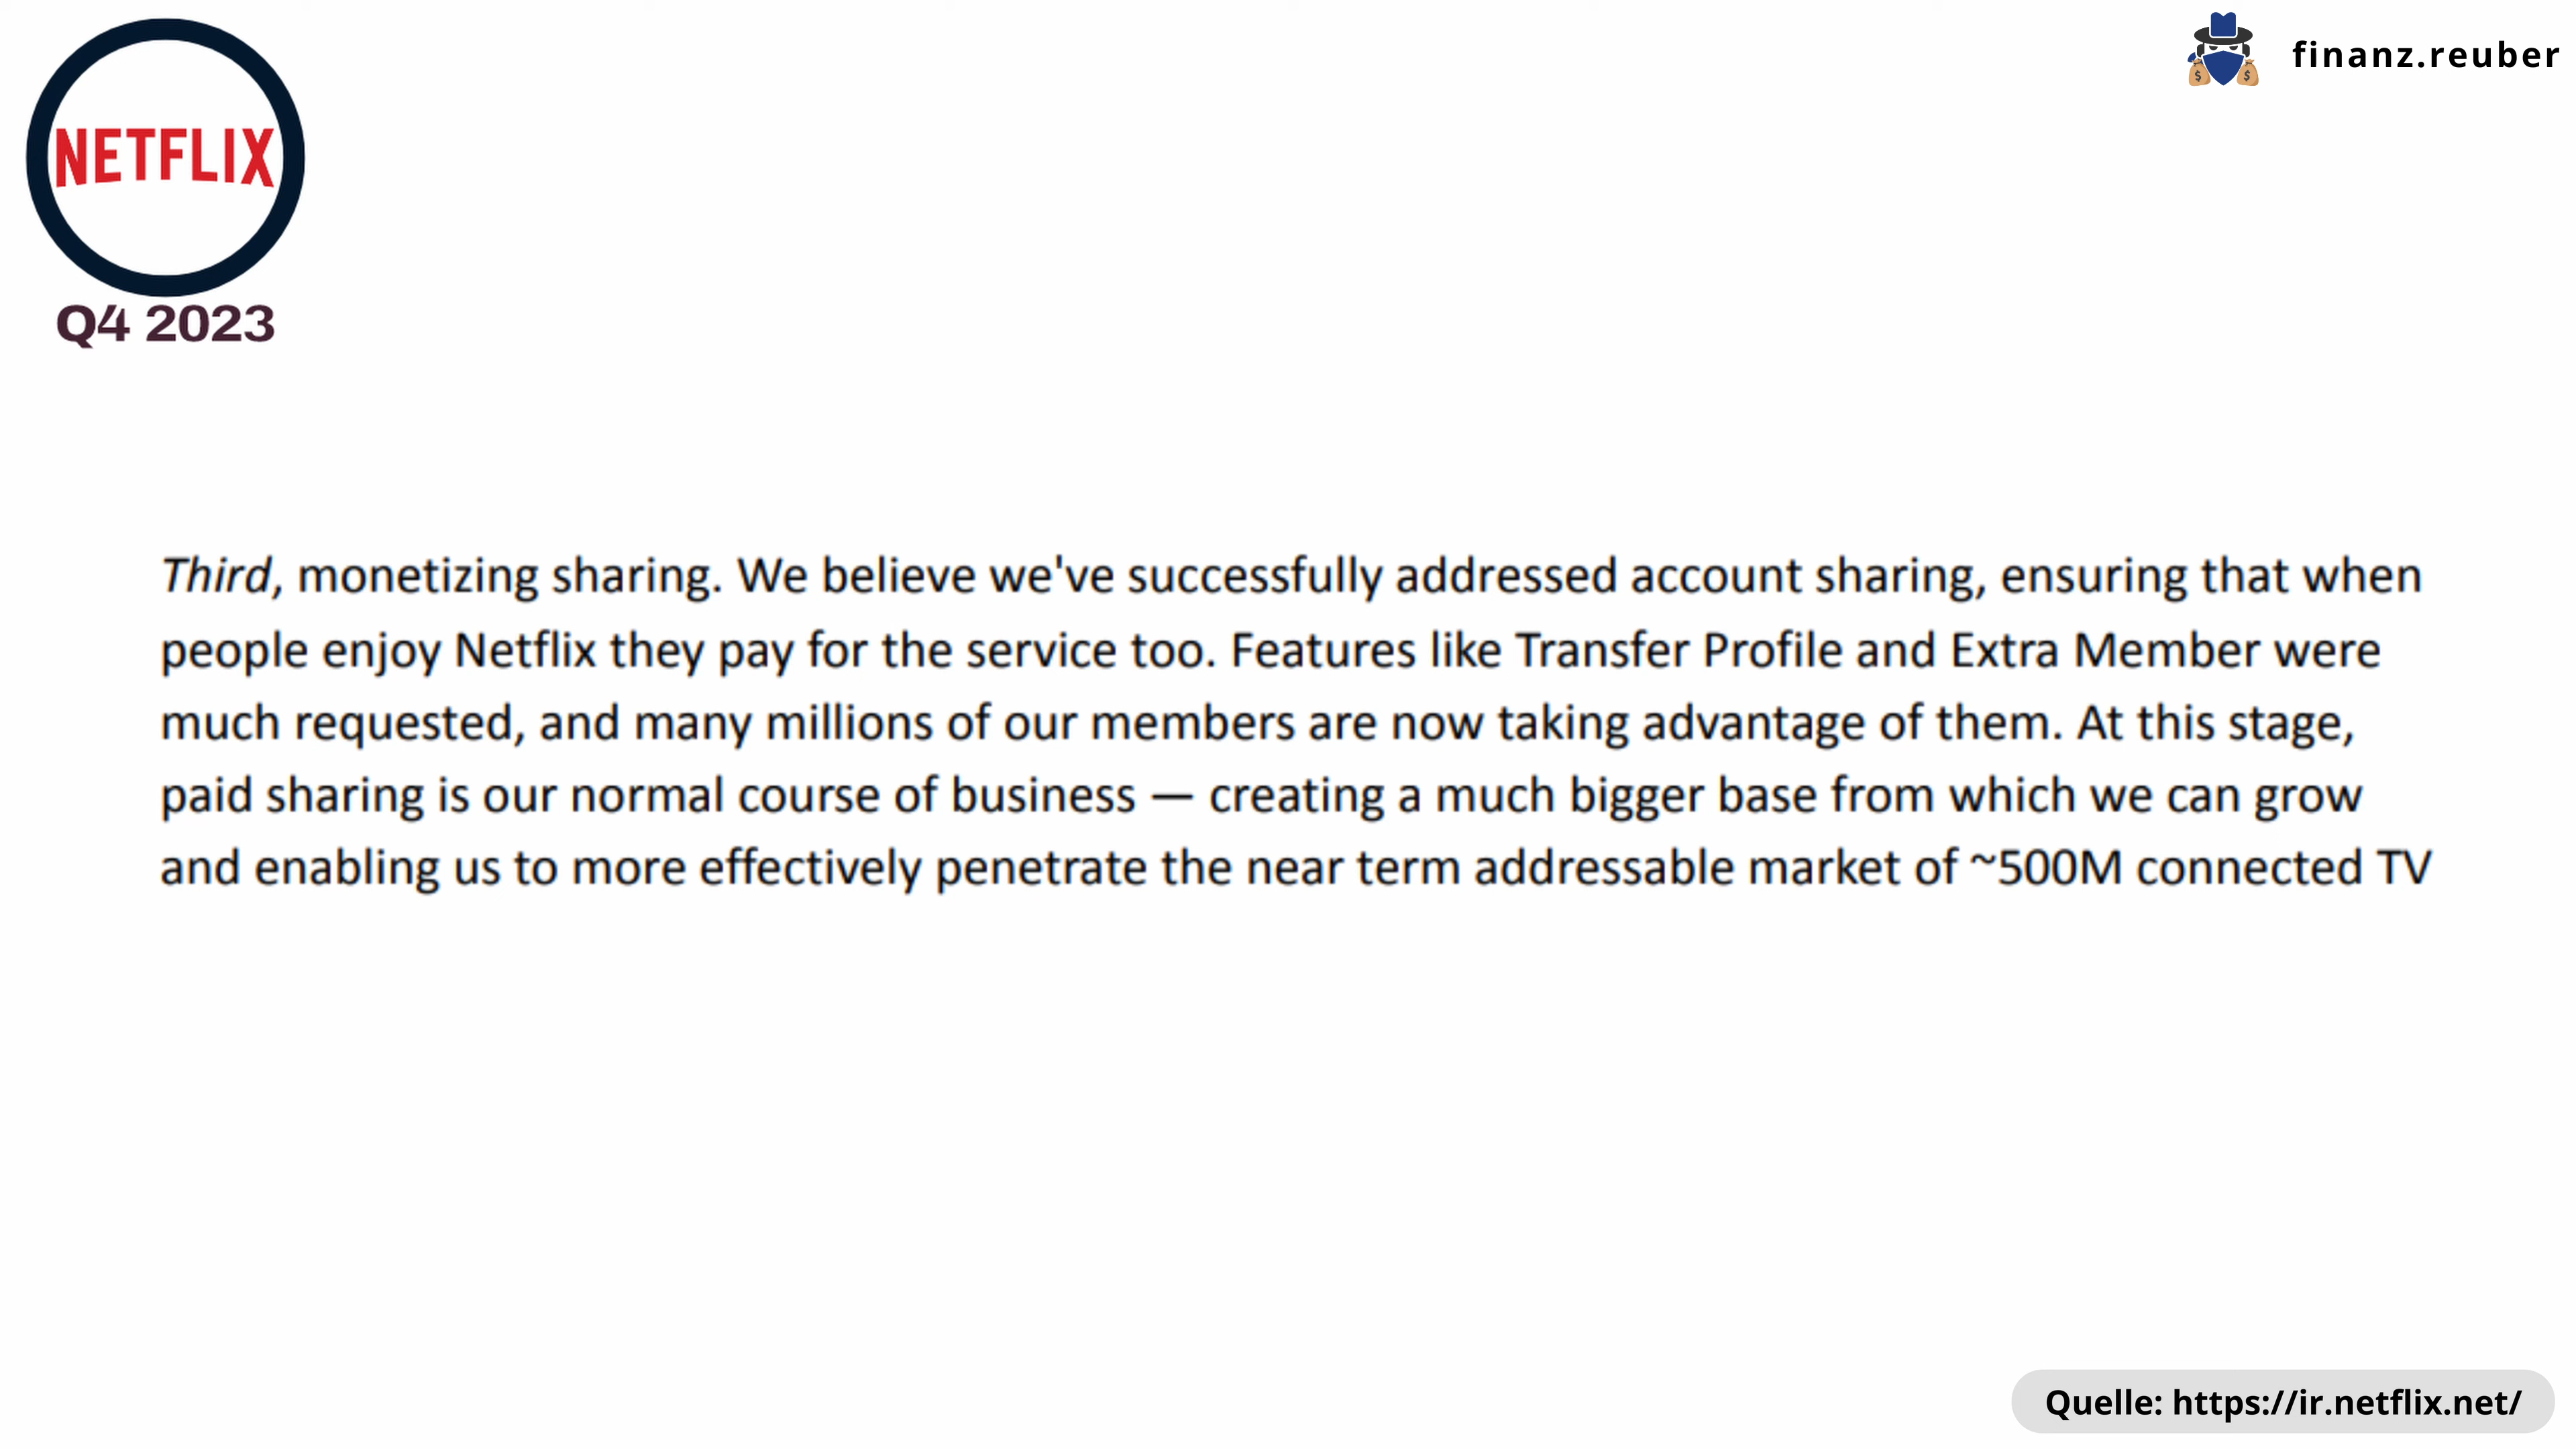 NETFLIX
Q4 2023
finanz.reuber
Third, monetizing sharing. We believe we've successfully addressed account sharing, ensuring that when
people enjoy Netflix they pay for the service too. Features like Transfer Profile and Extra Member were
much requested, and many millions of our members are now taking advantage of them. At this stage,
paid sharing is our normal course of business — creating a much bigger base from which we can grow
and enabling us to more effectively penetrate the near term addressable market of ~500M connected TV
Quelle: https://ir.netflix.net/